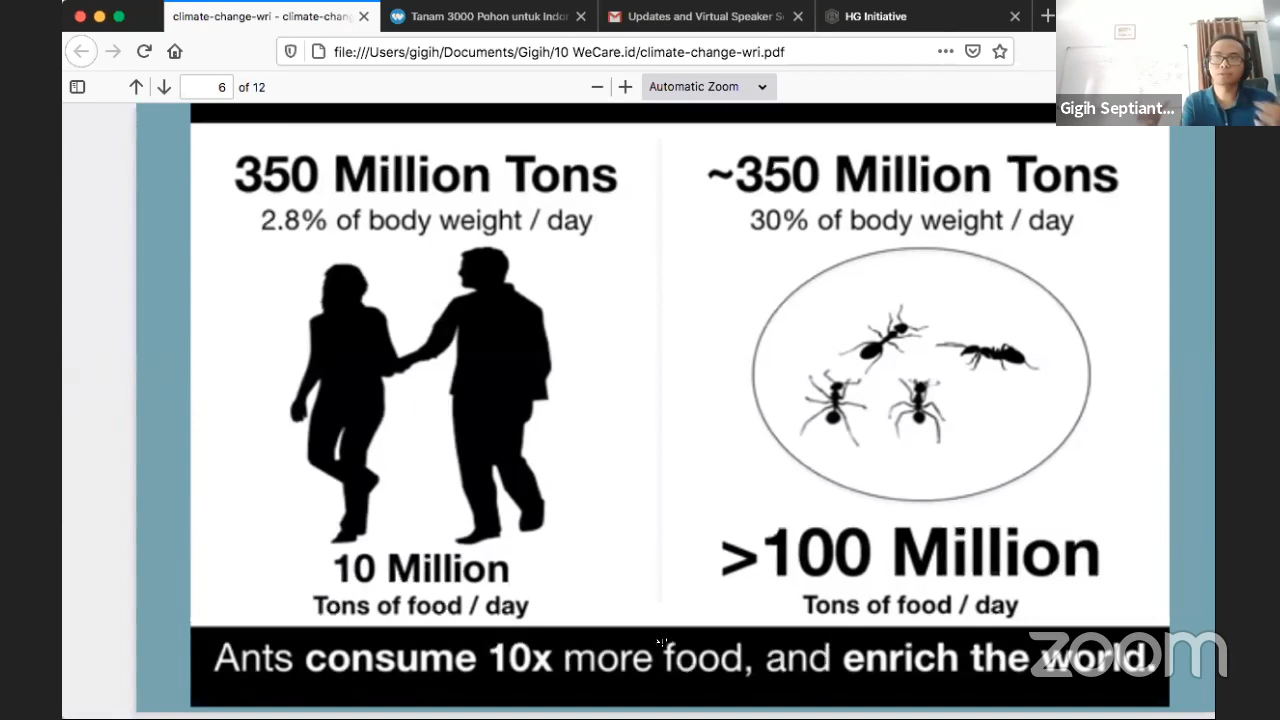 climate-change-wri - climate-chang
Tanam 3000 Pohon untuk Indon
Updates and Virtual Speaker S
HG Initiative
file:///Users/gigih/Documents/Gigih/10 WeCare.id/climate-change-wri.pdf
6 of 12
Automatic Zoom
Gigih Septiant...
350 Million Tons
2.8% of body weight / day
10 Million
Tons of food / day
~350 Million Tons
30% of body weight / day
>100 Million
Tons of food / day
Ants consume 10x more food, and enrich the world.
zoom